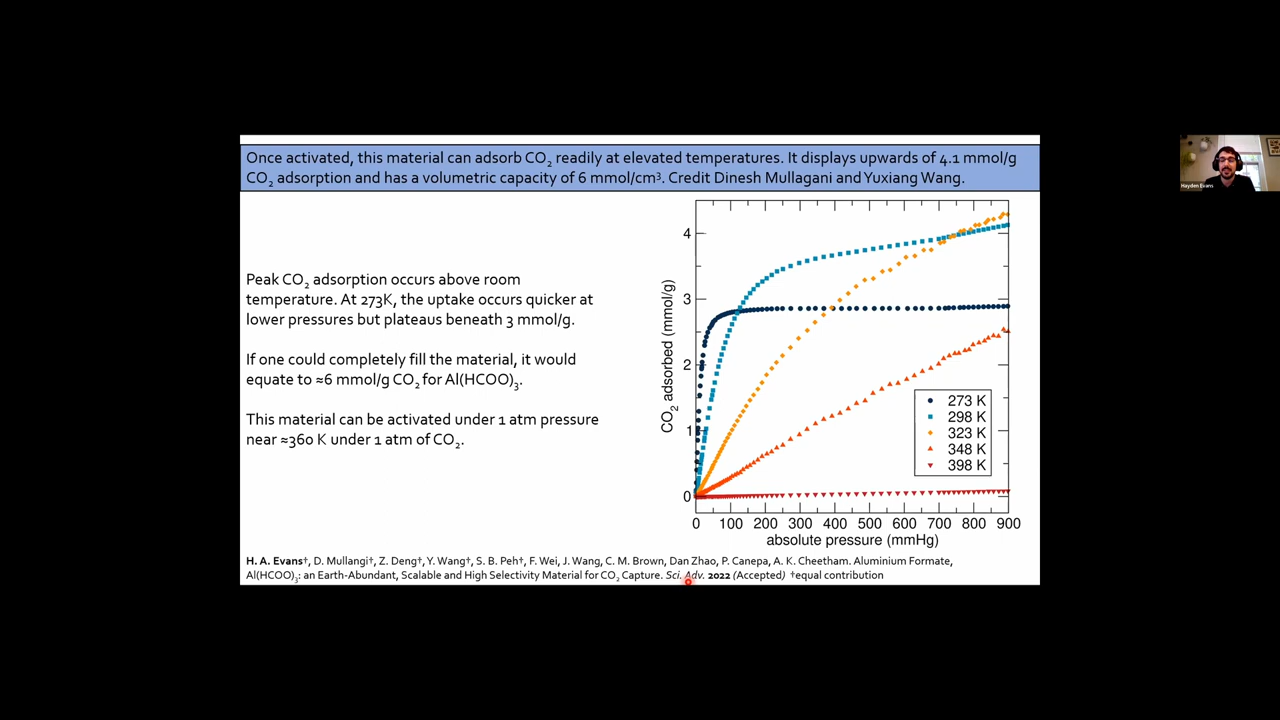 Once activated, this material can adsorb CO₂ readily at elevated temperatures. It displays upwards of 4.1 mmol/g
CO₂ adsorption and has a volumetric capacity of 6 mmol/cm³. Credit Dinesh Mullagani and Yuxiang Wang.
Peak CO₂ adsorption occurs above room
temperature. At 273K, the uptake occurs quicker at
lower pressures but plateaus beneath 3 mmol/g.
If one could completely fill the material, it would
equate to ≈6 mmol/g CO₂ for Al(HCOO)₃.
This material can be activated under 1 atm pressure
near ≈360 K under 1 atm of CO₂.
CO₂ adsorbed (mmol/g)
4
3
2
1
0
273 K
298 K
323 K
348 K
398 K
0 100 200 300 400 500 600 700 800 900
absolute pressure (mmHg)
H. A. Evans†, D. Mullangi†, Z. Deng†, Y. Wang†, S. B. Peh†, F. Wei, J. Wang, C. M. Brown, Dan Zhao, P. Canepa, A. K. Cheetham. Aluminium Formate,
Al(HCOO)₃: an Earth-Abundant, Scalable and High Selectivity Material for CO₂ Capture. Sci. Adv. 2022 (Accepted) †equal contribution
Hayden Evans